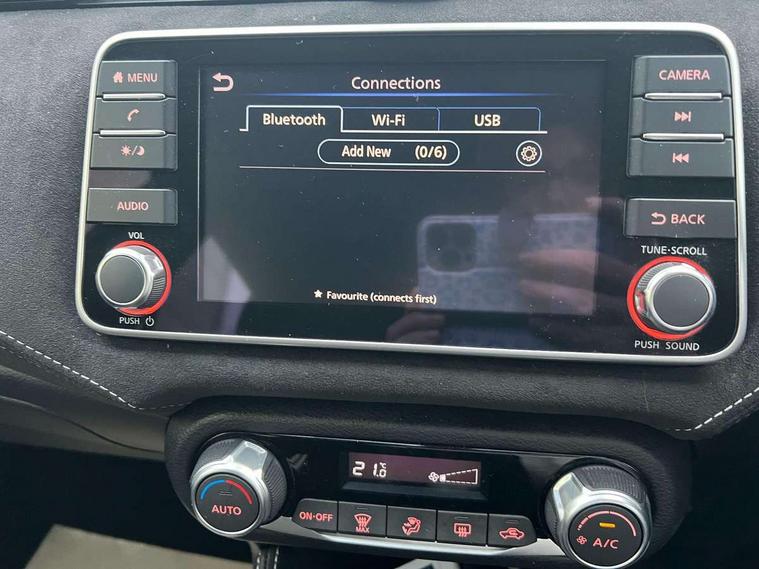 MENU
AUDIO
VOL
PUSH
Connections
Bluetooth Wi-Fi USB
Add New (0/6)
Favourite (connects first)
CAMERA
BACK
TUNE·SCROLL
PUSH SOUND
21.0 °C
AUTO
ON·OFF
MAX
A/C